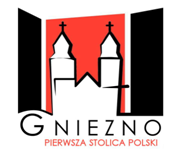 GNIEZNO
PIERWSZA STOLICA POLSKI